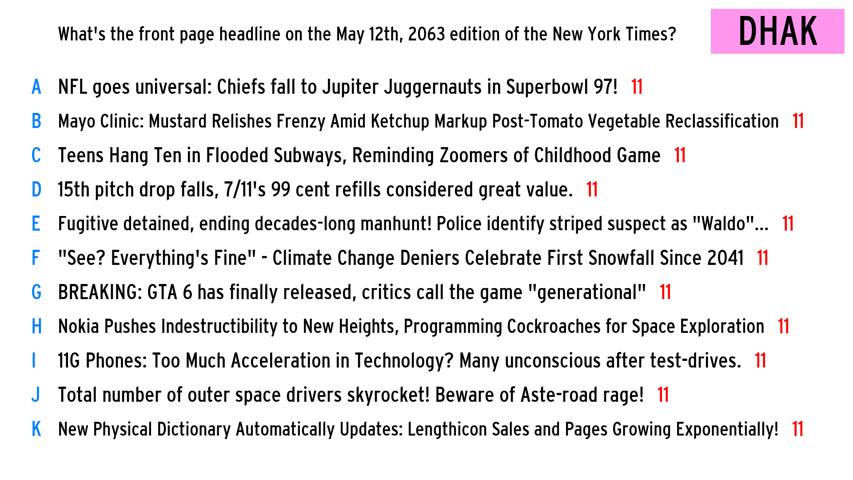 What's the front page headline on the May 12th, 2063 edition of the New York Times?
DHAK
A NFL goes universal: Chiefs fall to Jupiter Juggernauts in Superbowl 97! 11
B Mayo Clinic: Mustard Relishes Frenzy Amid Ketchup Markup Post-Tomato Vegetable Reclassification 11
C Teens Hang Ten in Flooded Subways, Reminding Zoomers of Childhood Game 11
D 15th pitch drop falls, 7/11's 99 cent refills considered great value. 11
E Fugitive detained, ending decades-long manhunt! Police identify striped suspect as "Waldo"... 11
F "See? Everything's Fine" - Climate Change Deniers Celebrate First Snowfall Since 2041 11
G BREAKING: GTA 6 has finally released, critics call the game "generational" 11
H Nokia Pushes Indestructibility to New Heights, Programming Cockroaches for Space Exploration 11
I 11G Phones: Too Much Acceleration in Technology? Many unconscious after test-drives. 11
J Total number of outer space drivers skyrocket! Beware of Aste-road rage! 11
K New Physical Dictionary Automatically Updates: Lengthicon Sales and Pages Growing Exponentially! 11